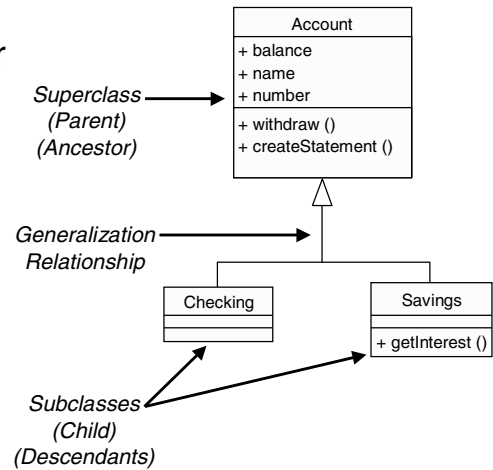 r
Account
+ balance
+ name
+ number
+ withdraw ()
+ createStatement ()
Superclass
(Parent)
(Ancestor)
Generalization
Relationship
Checking
Savings
+ getInterest ()
Subclasses
(Child)
(Descendants)